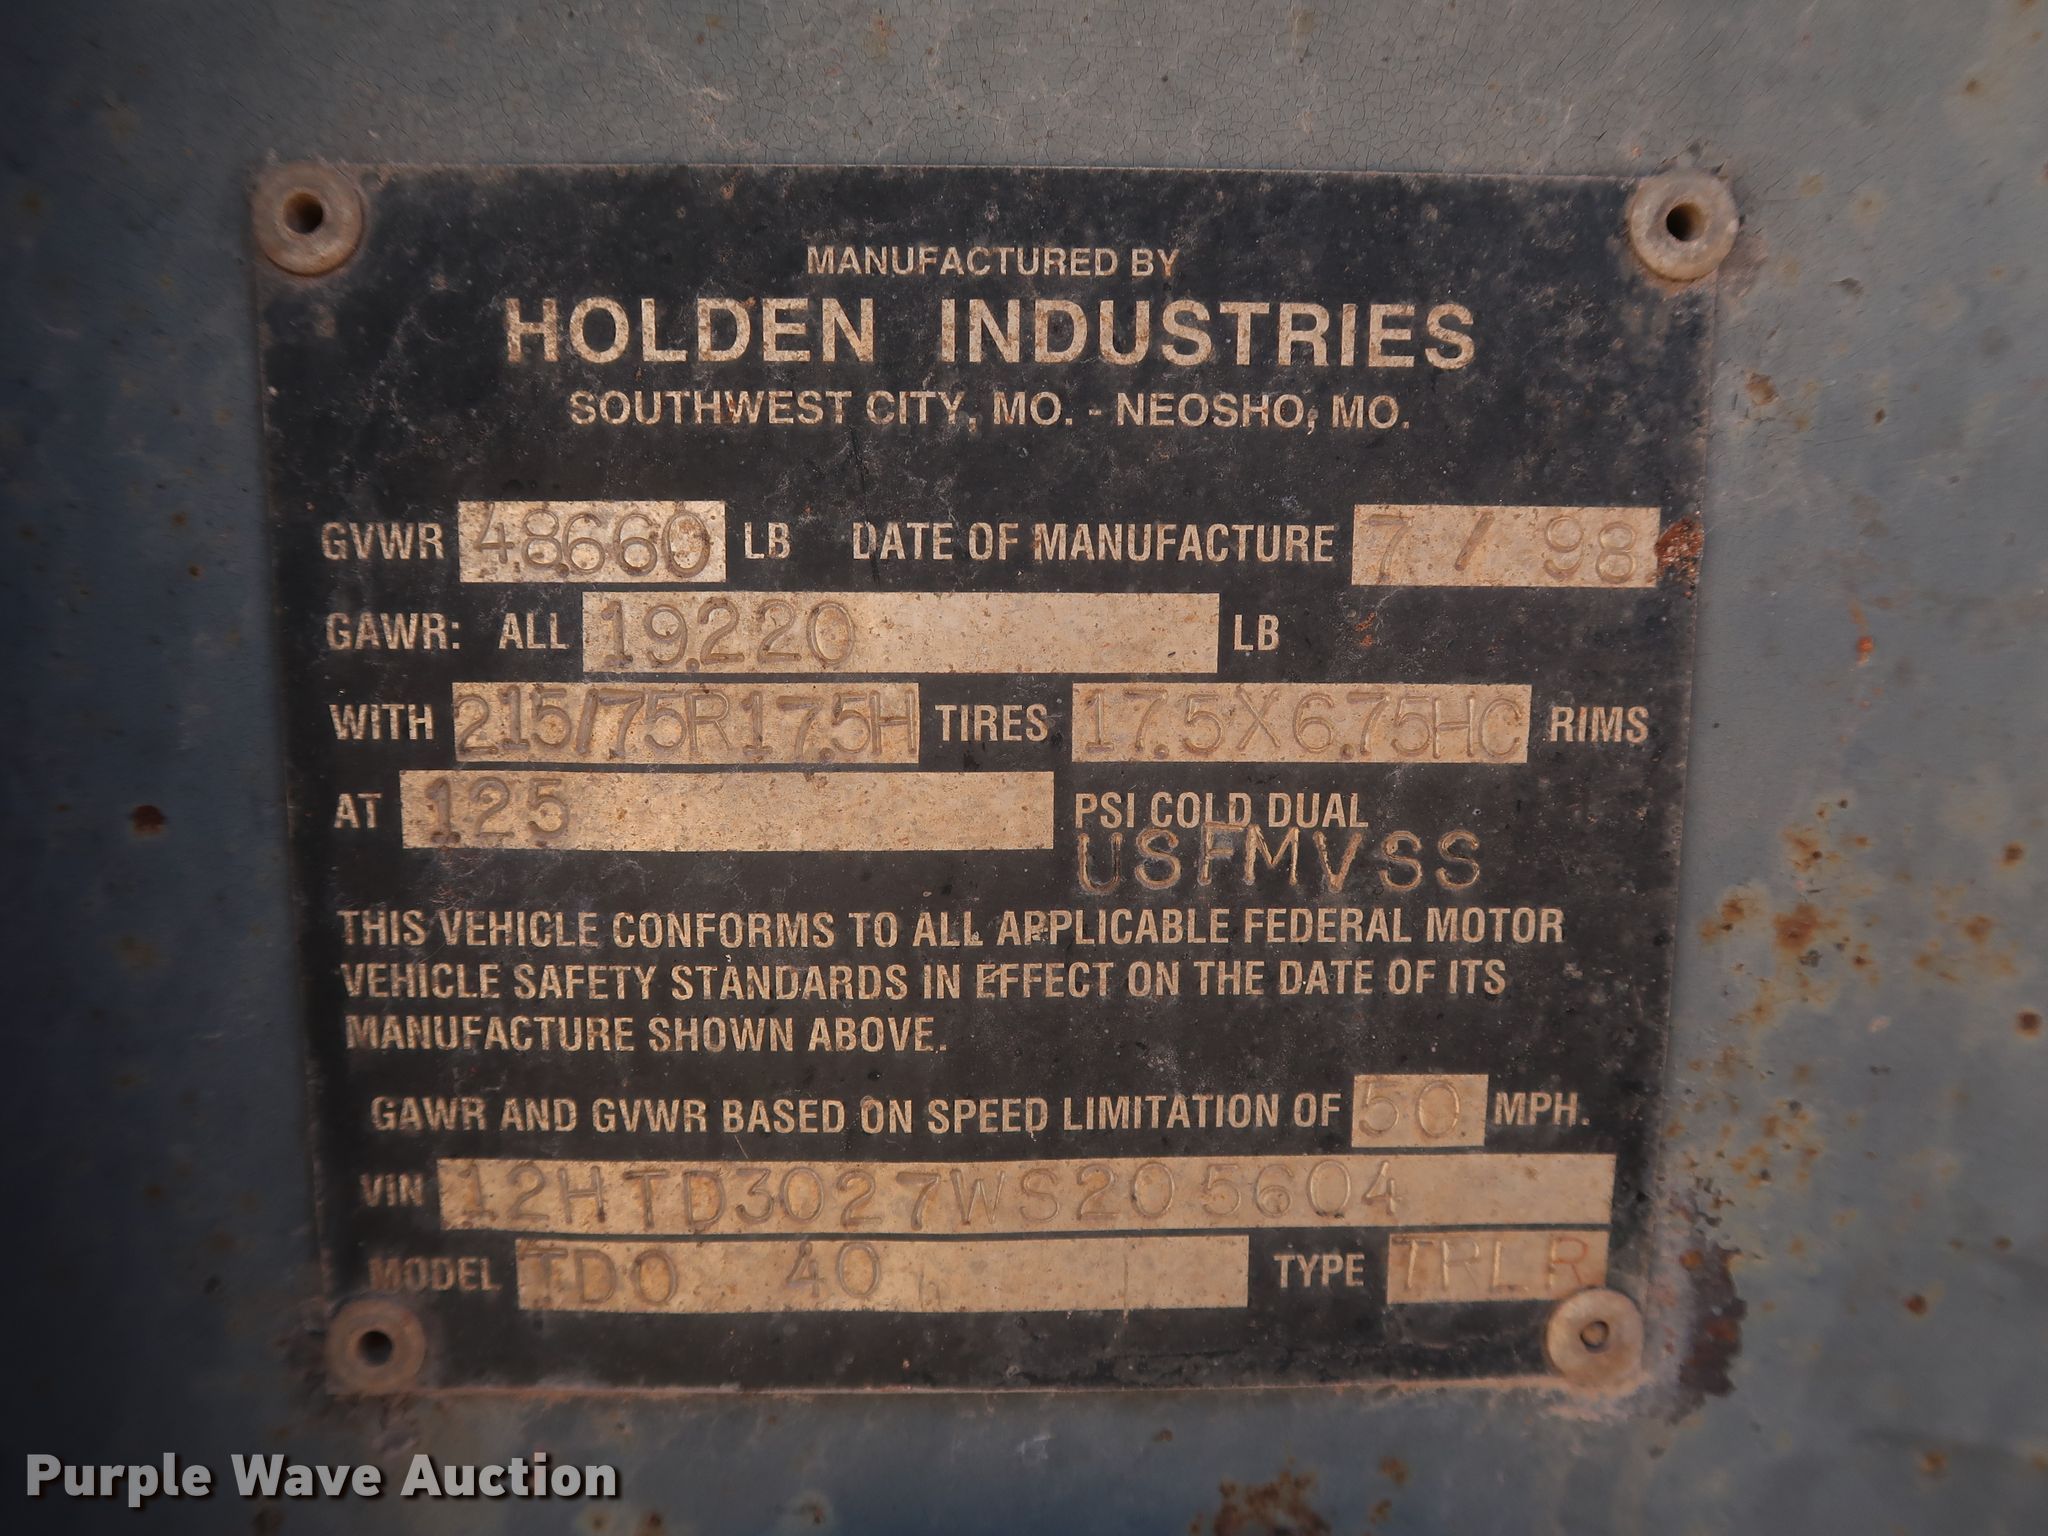 MANUFACTURED BY
HOLDEN INDUSTRIES
SOUTHWEST CITY, MO. - NEOSHO, MO.
GVWR 48660 LB DATE OF MANUFACTURE 7 / 98
GAWR: ALL 19220 LB
WITH 215/75R17.5H TIRES 17.5X6.75HC RIMS
AT 125 PSI COLD DUAL
USFMVSS
THIS VEHICLE CONFORMS TO ALL APPLICABLE FEDERAL MOTOR
VEHICLE SAFETY STANDARDS IN EFFECT ON THE DATE OF ITS
MANUFACTURE SHOWN ABOVE.
GAWR AND GVWR BASED ON SPEED LIMITATION OF 50 MPH.
VIN 12HTD3027WS205604
MODEL TDO 40 TYPE TRLR
Purple Wave Auction